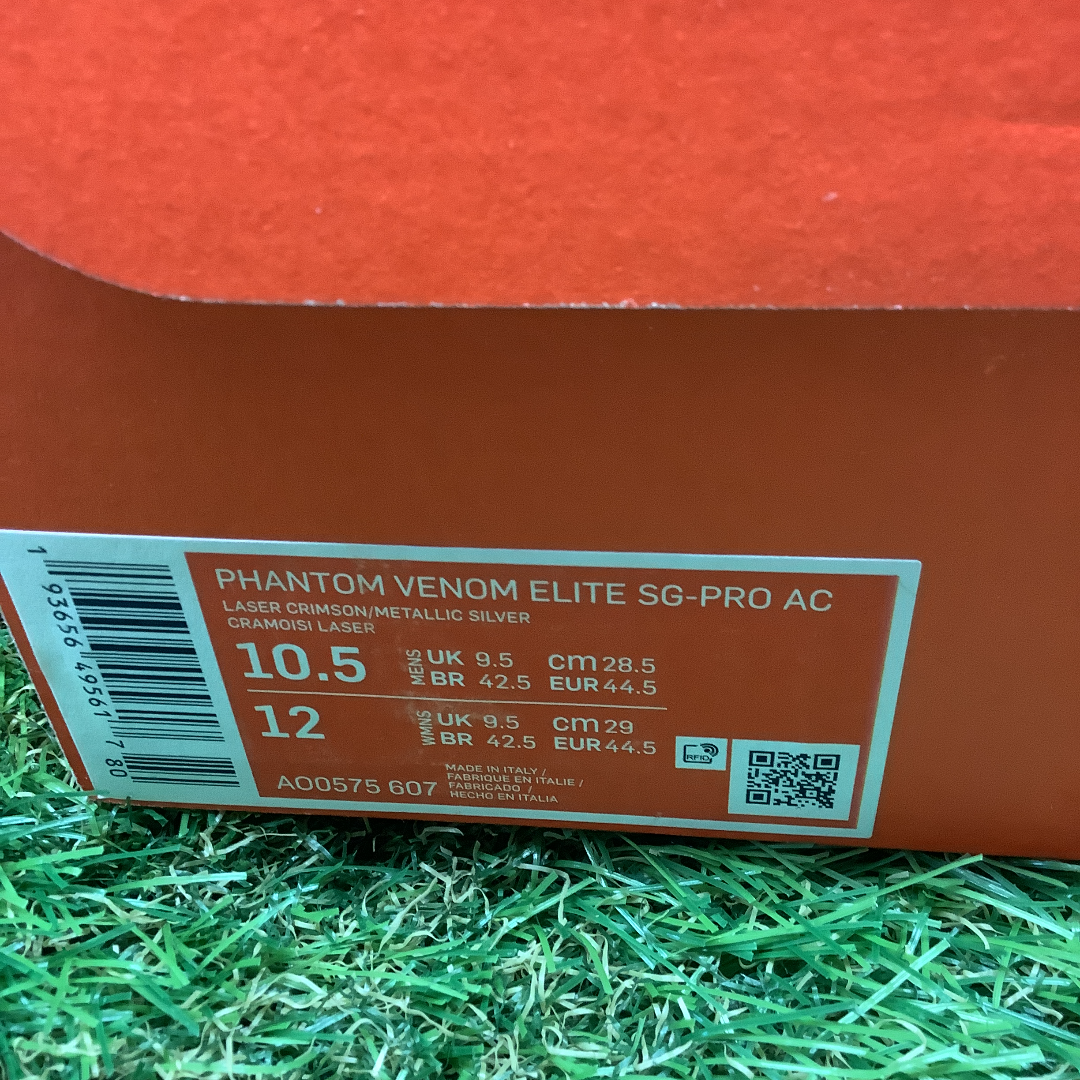 1 93656 49561 7 80
PHANTOM VENOM ELITE SG-PRO AC
LASER CRIMSON/METALLIC SILVER
CRAMOISI LASER
10.5 MENS UK 9.5 cm 28.5
BR 42.5 EUR 44.5
12 WMNS UK 9.5 cm 29
BR 42.5 EUR 44.5
RFID
AO0575 607
MADE IN ITALY /
FABRIQUE EN ITALIE /
FABRICADO /
HECHO EN ITALIA